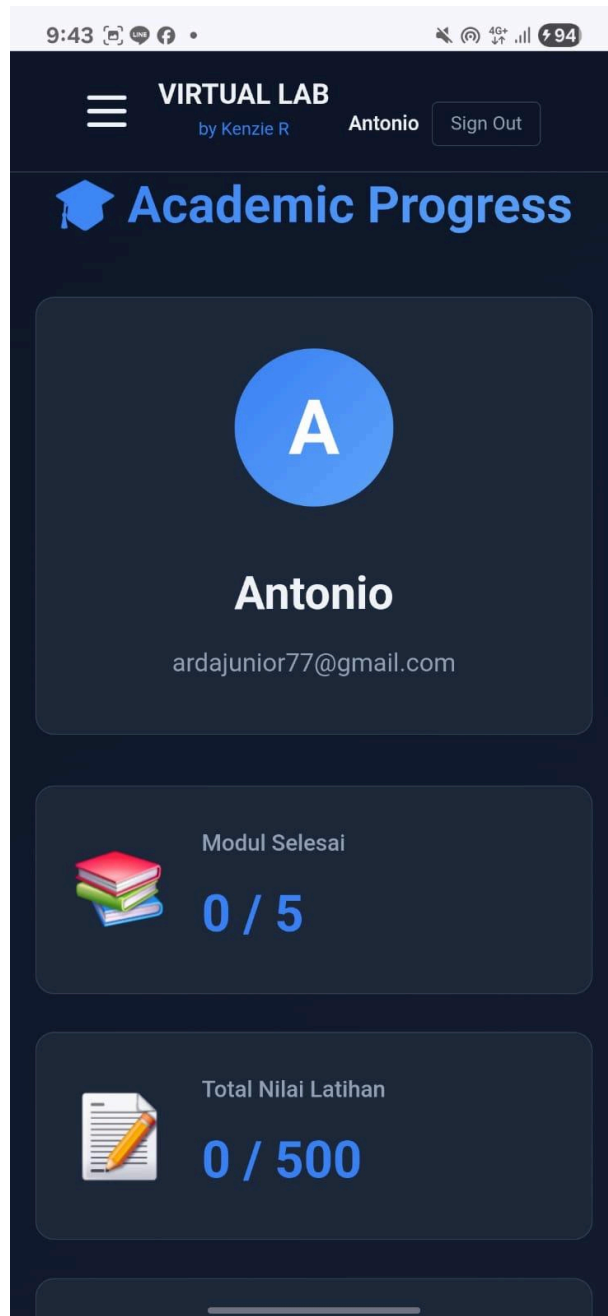 9:43
4G+
94
VIRTUAL LAB
by Kenzie R
Antonio
Sign Out
Academic Progress
A
Antonio
ardajunior77@gmail.com
Modul Selesai
0 / 5
Total Nilai Latihan
0 / 500